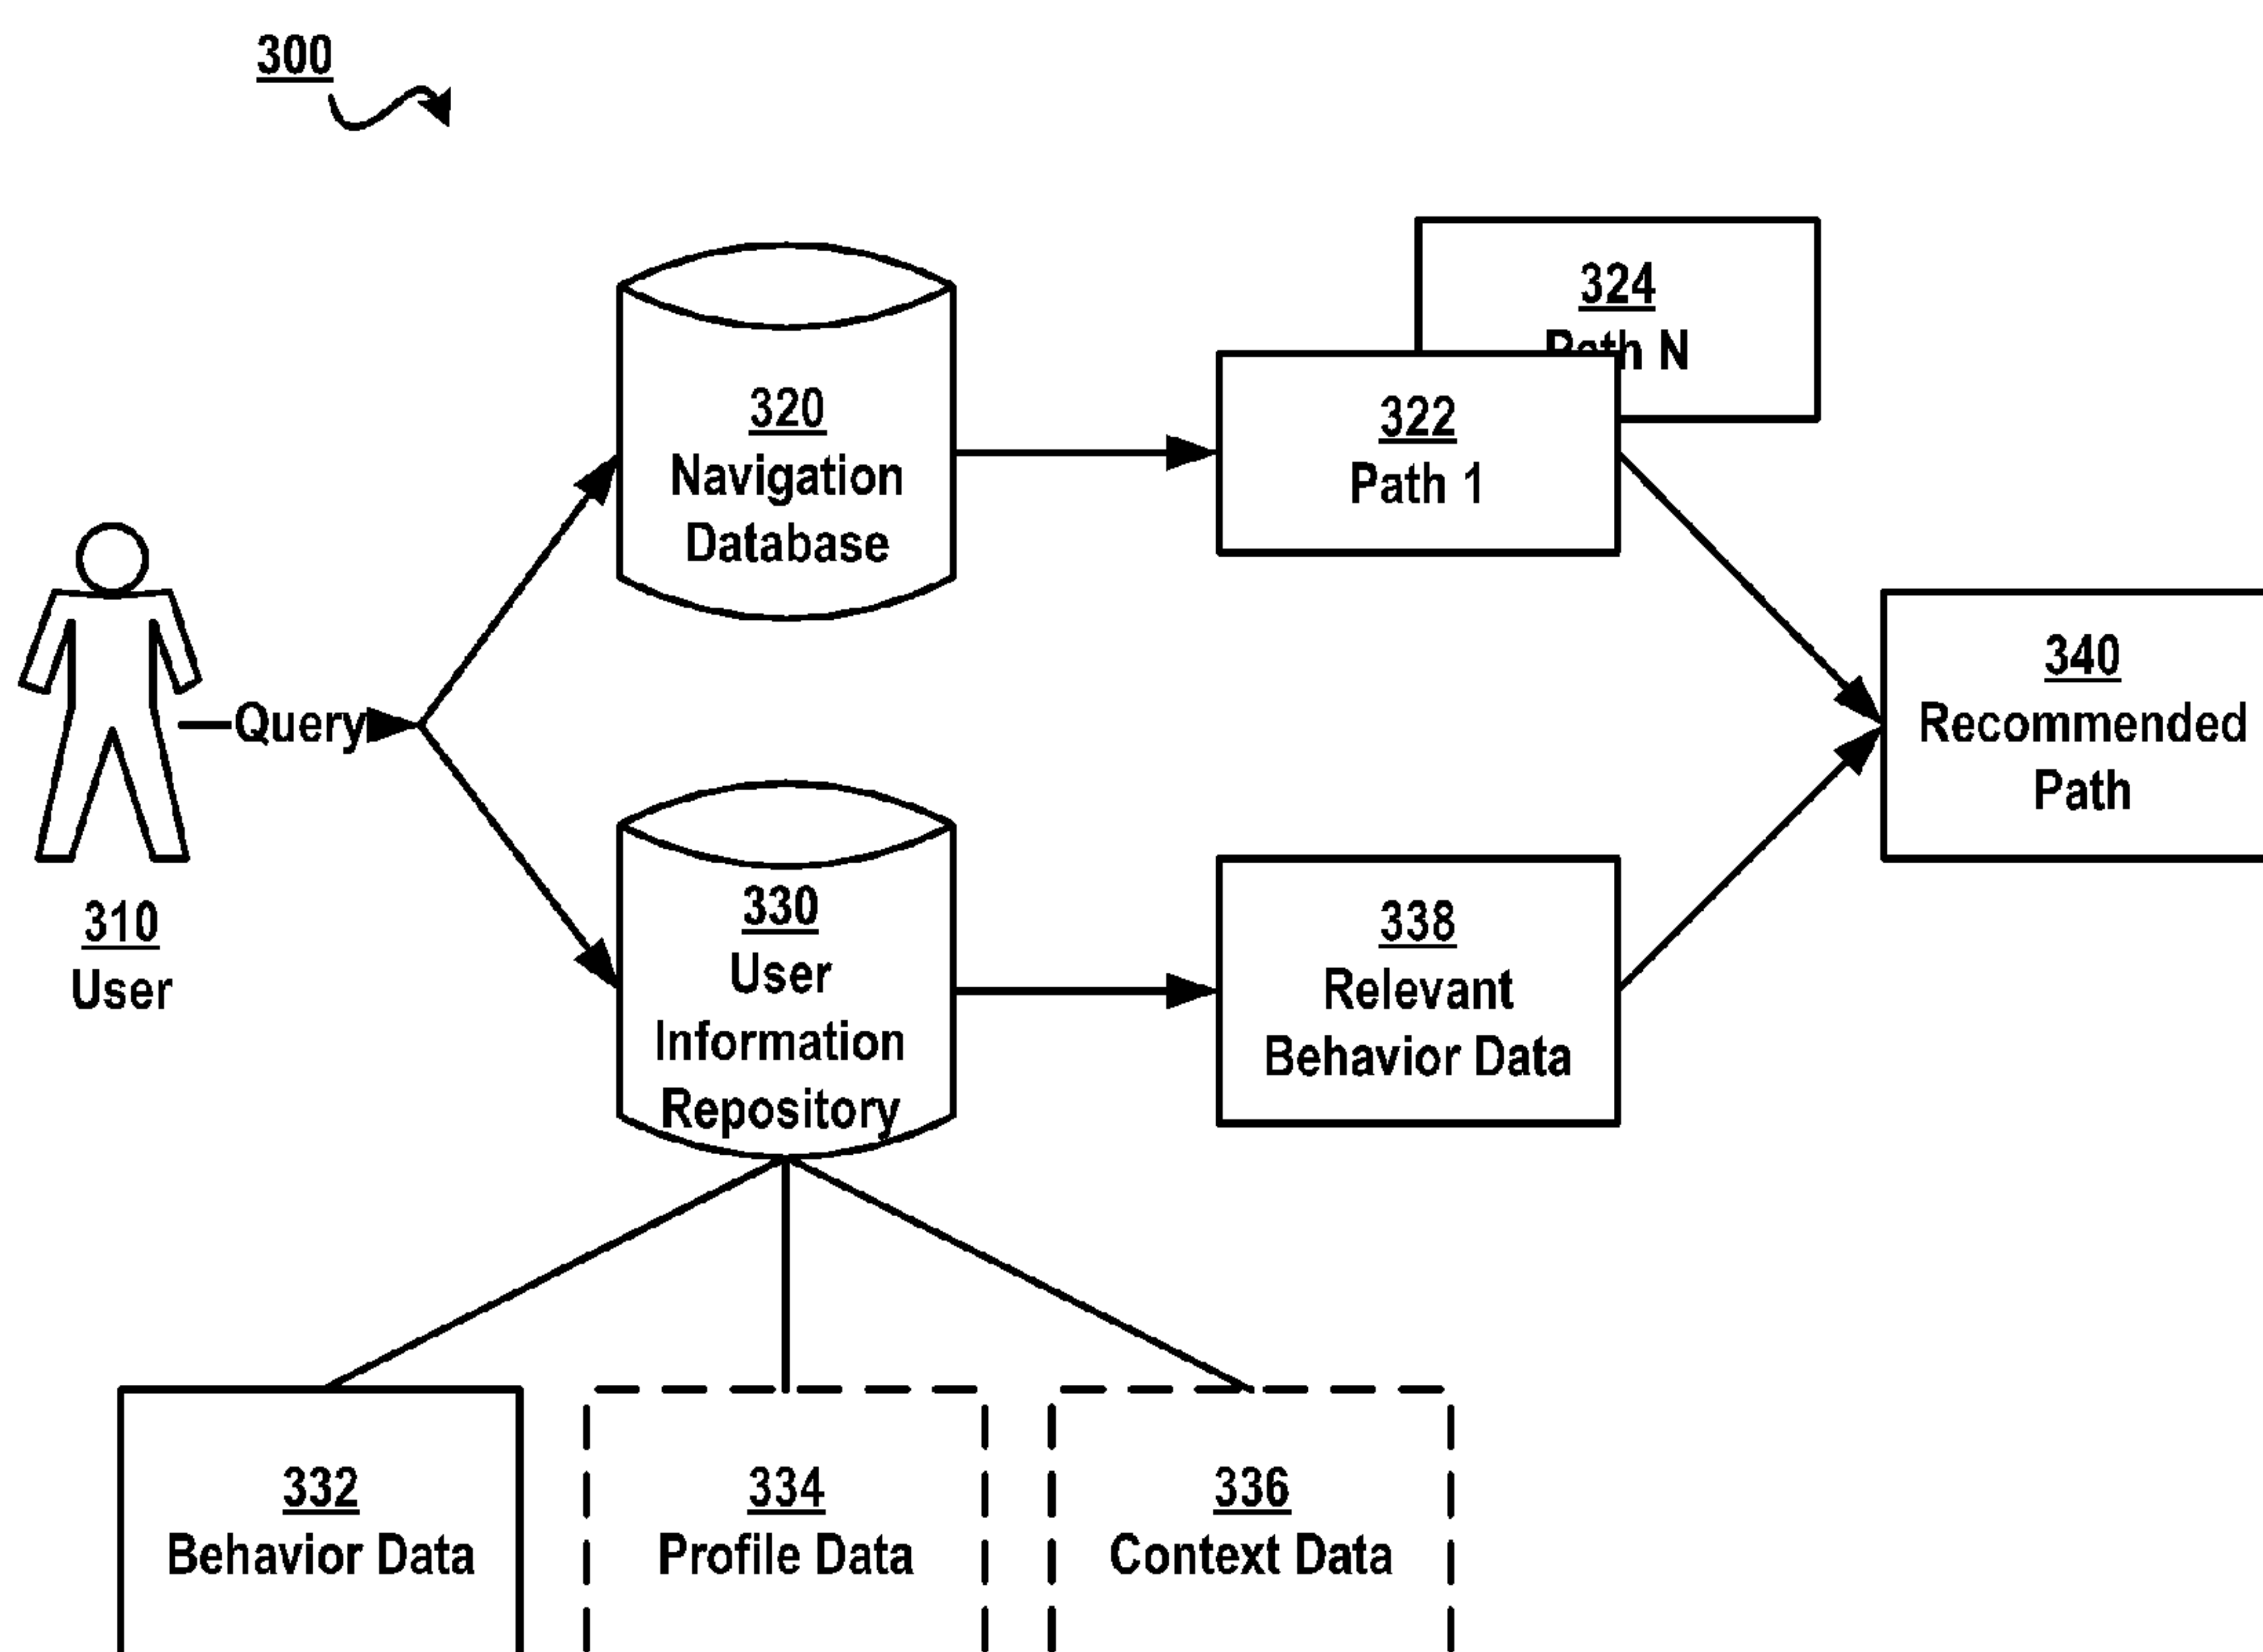 300
324
Path N
322
Path 1
320
Navigation
Database
Query
310
User
330
User
Information
Repository
338
Relevant
Behavior Data
340
Recommended
Path
332
Behavior Data
334
Profile Data
336
Context Data